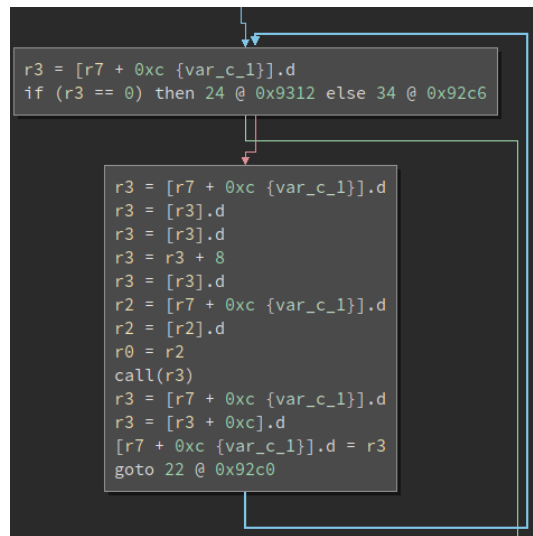 r3 = [r7 + 0xc {var_c_1}].d
if (r3 == 0) then 24 @ 0x9312 else 34 @ 0x92c6
r3 = [r7 + 0xc {var_c_1}].d
r3 = [r3].d
r3 = [r3].d
r3 = r3 + 8
r3 = [r3].d
r2 = [r7 + 0xc {var_c_1}].d
r2 = [r2].d
r0 = r2
call(r3)
r3 = [r7 + 0xc {var_c_1}].d
r3 = [r3 + 0xc].d
[r7 + 0xc {var_c_1}].d = r3
goto 22 @ 0x92c0